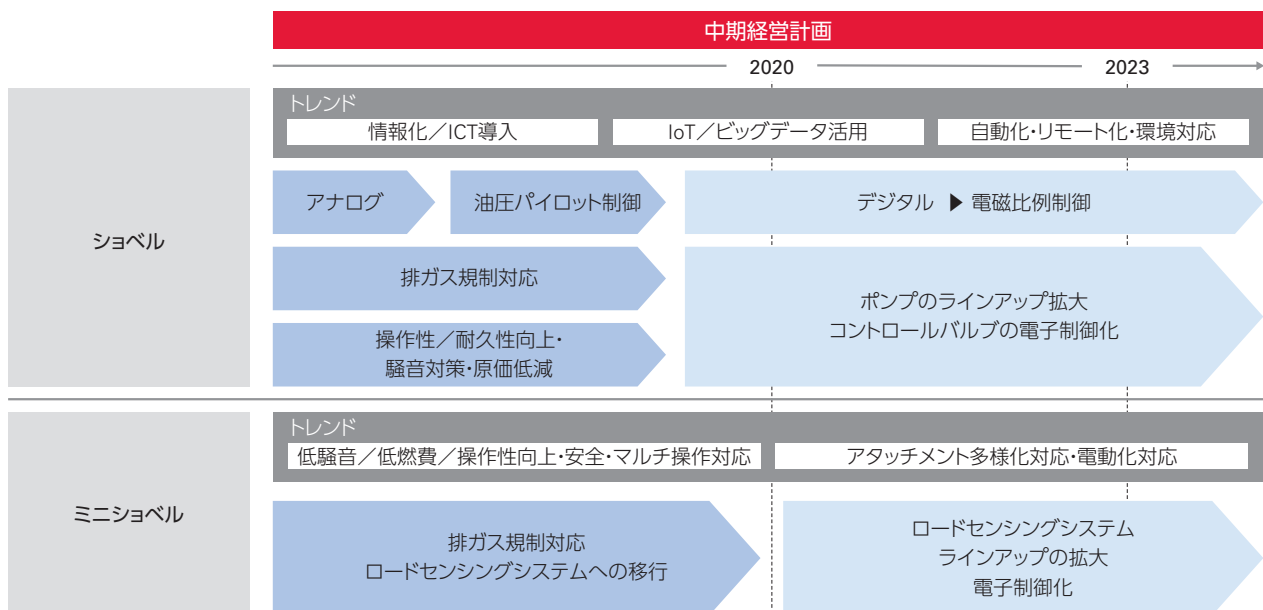 中期経営計画
2020
2023
ショベル
トレンド
情報化／ICT導入
IoT／ビッグデータ活用
自動化・リモート化・環境対応
アナログ
油圧パイロット制御
デジタル ▶ 電磁比例制御
排ガス規制対応
操作性／耐久性向上・
騒音対策・原価低減
ポンプのラインアップ拡大
コントロールバルブの電子制御化
ミニショベル
トレンド
低騒音／低燃費／操作性向上・安全・マルチ操作対応
アタッチメント多様化対応・電動化対応
排ガス規制対応
ロードセンシングシステムへの移行
ロードセンシングシステム
ラインアップの拡大
電子制御化